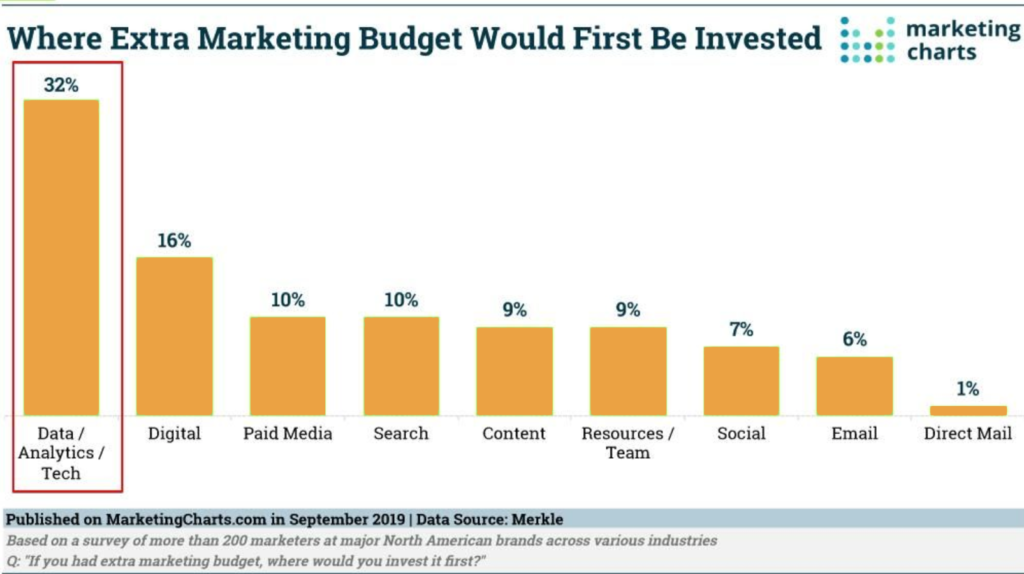 Where Extra Marketing Budget Would First Be Invested
marketing
charts
32%
16%
10%
10%
9%
9%
7%
6%
1%
Data /
Analytics /
Tech
Digital
Paid Media
Search
Content
Resources /
Team
Social
Email
Direct Mail
Published on MarketingCharts.com in September 2019 | Data Source: Merkle
Based on a survey of more than 200 marketers at major North American brands across various industries
Q: "If you had extra marketing budget, where would you invest it first?"